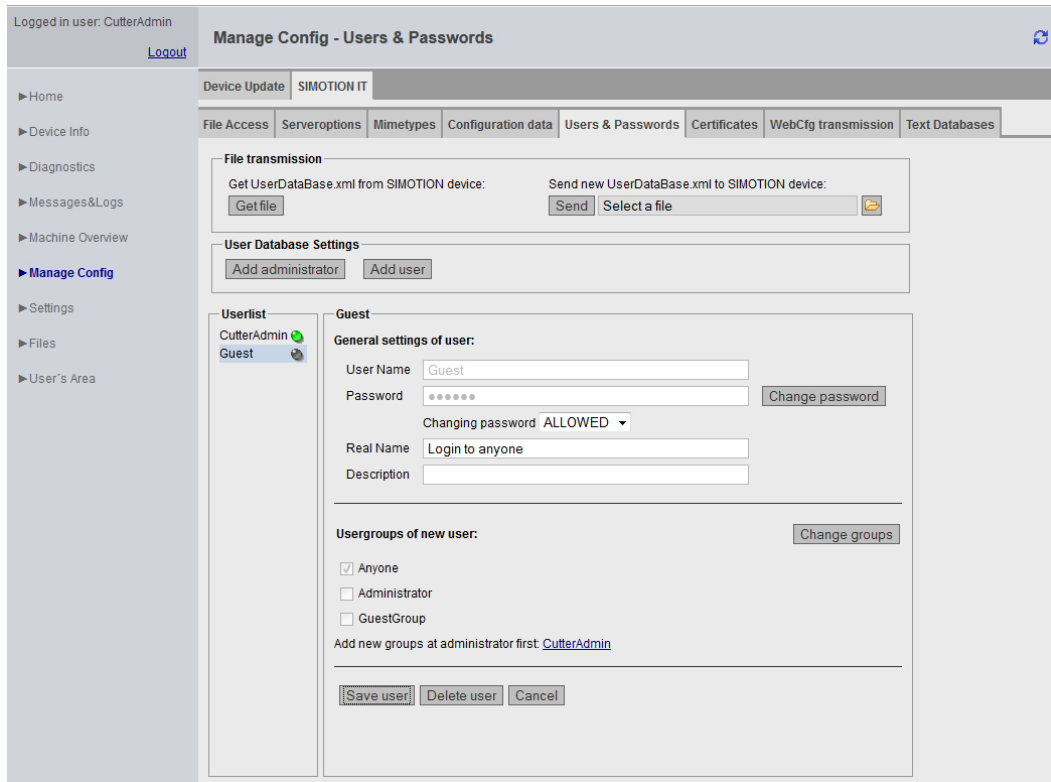 Logged in user: CutterAdmin
Logout
Manage Config - Users & Passwords
Device Update SIMOTION IT
File Access Serveroptions Mimetypes Configuration data Users & Passwords Certificates WebCfg transmission Text Databases
►Home
►Device Info
►Diagnostics
►Messages&Logs
►Machine Overview
►Manage Config
►Settings
►Files
►User´s Area
File transmission
Get UserDataBase.xml from SIMOTION device: Send new UserDataBase.xml to SIMOTION device:
Get file Send Select a file
User Database Settings
Add administrator Add user
Userlist
CutterAdmin
Guest
Guest
General settings of user:
User Name Guest
Password ●●●●●● Change password
Changing password ALLOWED
Real Name Login to anyone
Description
Usergroups of new user: Change groups
Anyone
Administrator
GuestGroup
Add new groups at administrator first: CutterAdmin
Save user Delete user Cancel